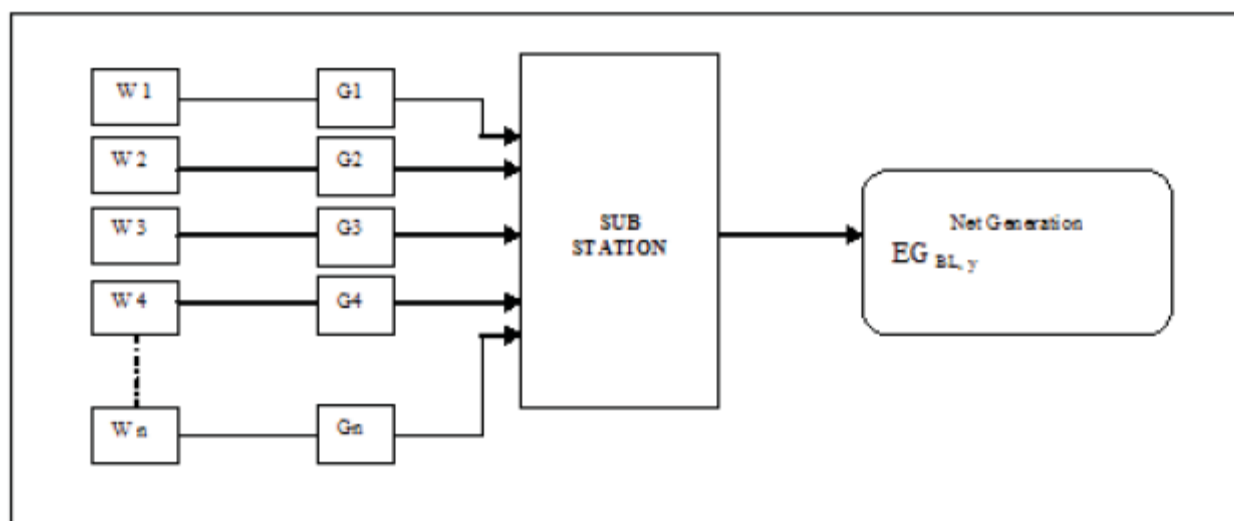 W 1
G1
W 2
G2
W 3
G3
W 4
G4
W n
Gn
SUB
STATION
Net Generation
EG BL, y